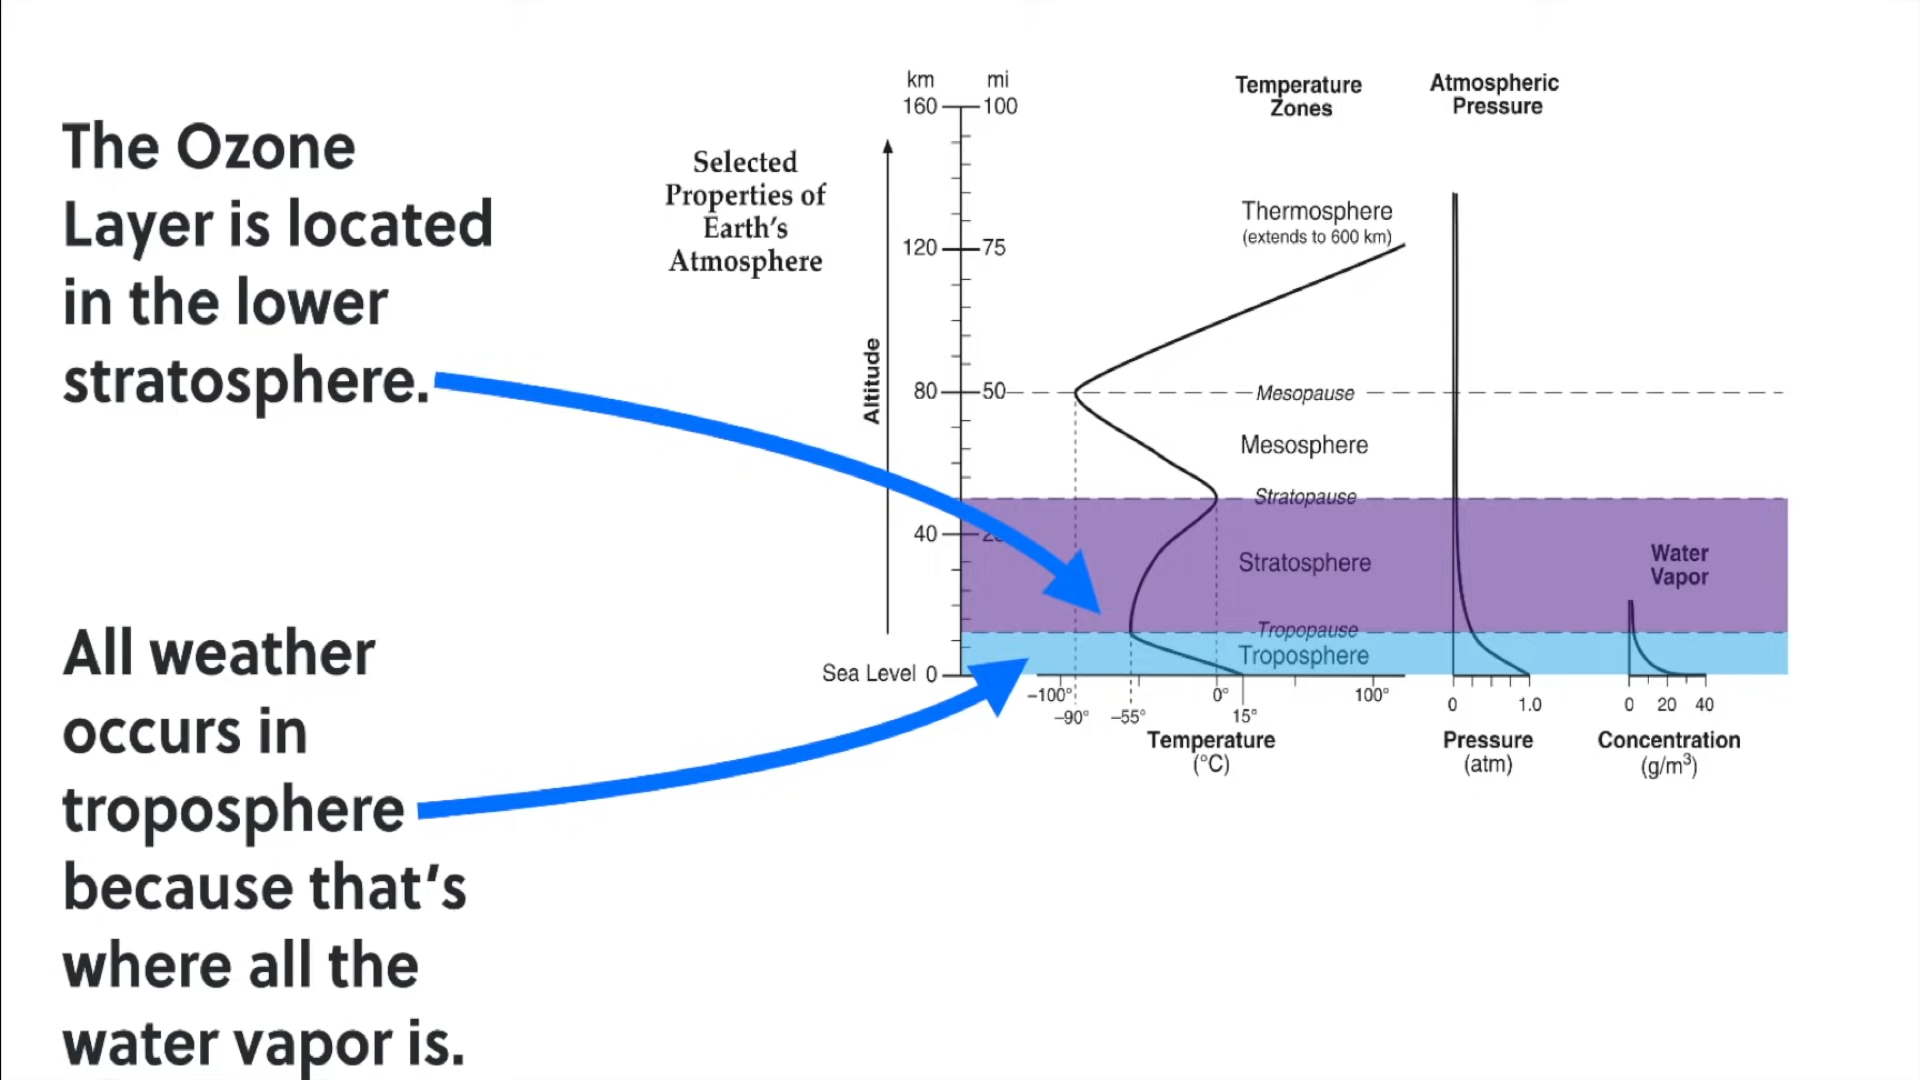 The Ozone
Layer is located
in the lower
stratosphere.
All weather
occurs in
troposphere
because that's
where all the
water vapor is.
Selected
Properties of
Earth's
Atmosphere
Altitude
km mi
160 100
120 75
80 50
40
Sea Level 0
Temperature
Zones
Thermosphere
(extends to 600 km)
Mesopause
Mesosphere
Stratopause
Stratosphere
Tropopause
Troposphere
–100° 0° 100°
–90° –55° 15°
Temperature
(°C)
Atmospheric
Pressure
0 1.0
Pressure
(atm)
Water
Vapor
0 20 40
Concentration
(g/m³)